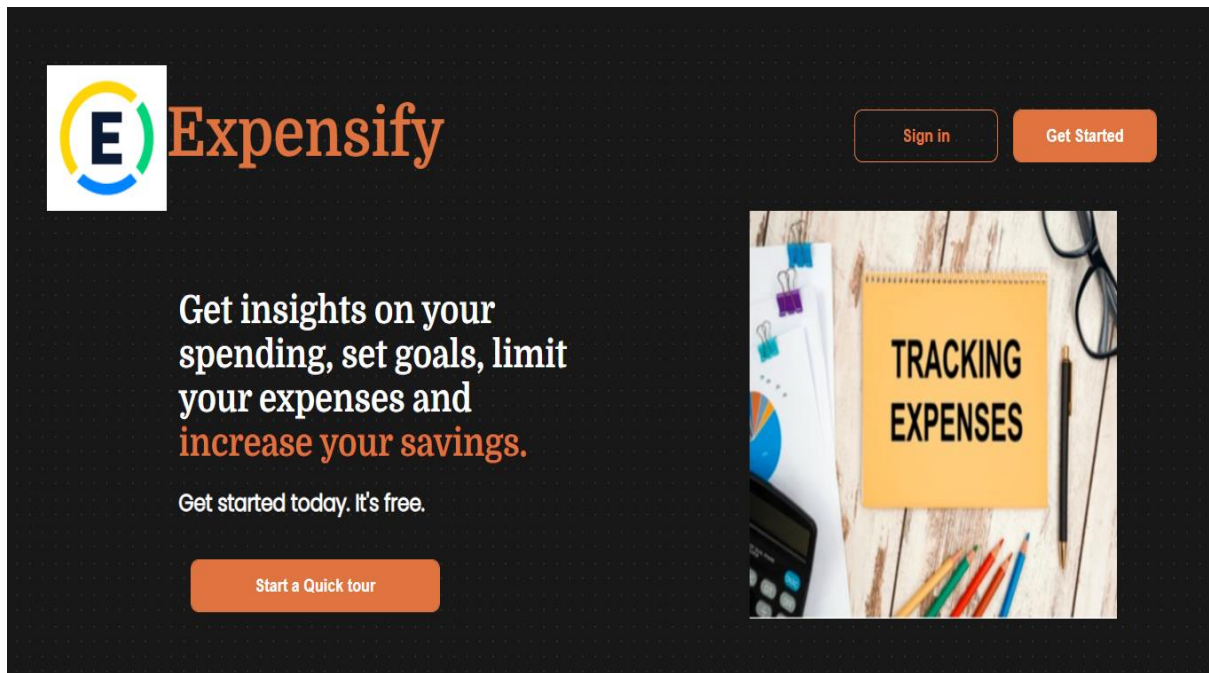 E
Expensify
Sign in
Get Started
Get insights on your
spending, set goals, limit
your expenses and
increase your savings.
Get started today. It's free.
Start a Quick tour
TRACKING
EXPENSES